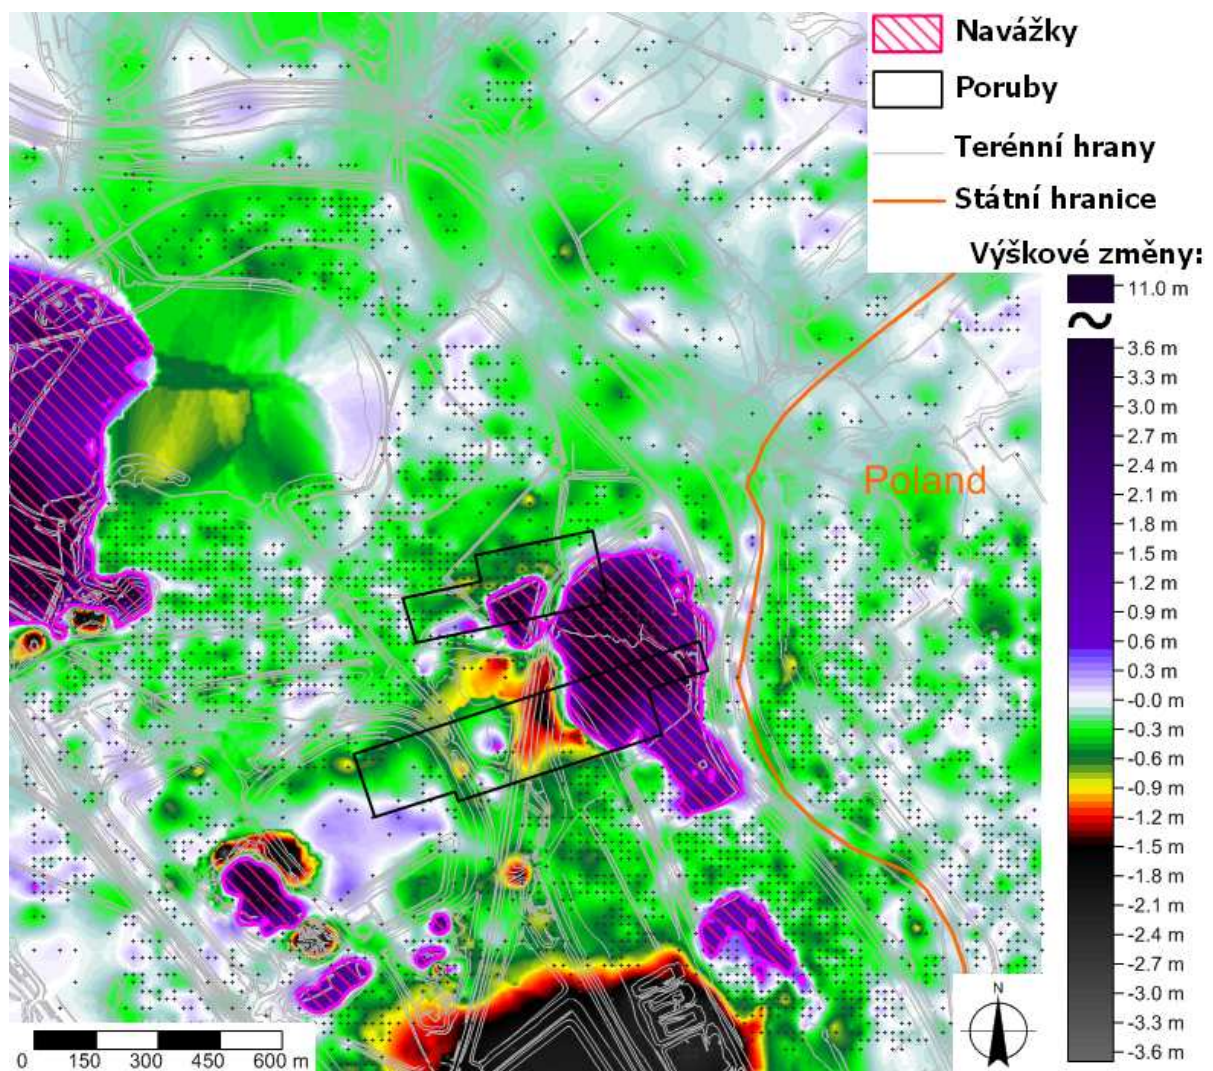 Navážky
Poruby
Terénní hrany
Státní hranice
Výškové změny:
11.0 m
3.6 m
3.3 m
3.0 m
2.7 m
2.4 m
2.1 m
1.8 m
1.5 m
1.2 m
0.9 m
0.6 m
0.3 m
-0.0 m
-0.3 m
-0.6 m
-0.9 m
-1.2 m
-1.5 m
-1.8 m
-2.1 m
-2.4 m
-2.7 m
-3.0 m
-3.3 m
-3.6 m
Poland
N
0 150 300 450 600 m